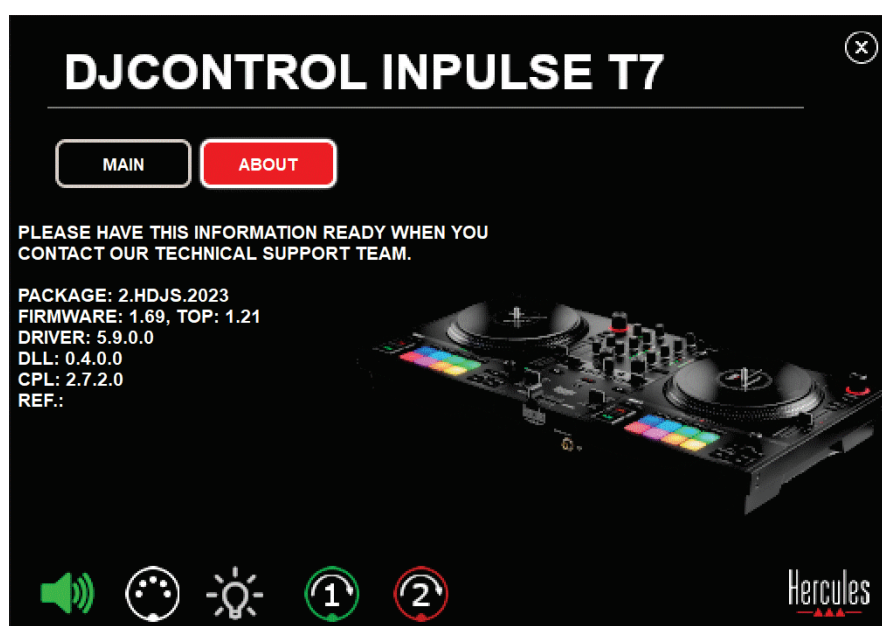 DJCONTROL INPULSE T7
MAIN
ABOUT
PLEASE HAVE THIS INFORMATION READY WHEN YOU
CONTACT OUR TECHNICAL SUPPORT TEAM.
PACKAGE: 2.HDJS.2023
FIRMWARE: 1.69, TOP: 1.21
DRIVER: 5.9.0.0
DLL: 0.4.0.0
CPL: 2.7.2.0
REF.:
1
2
Hercules